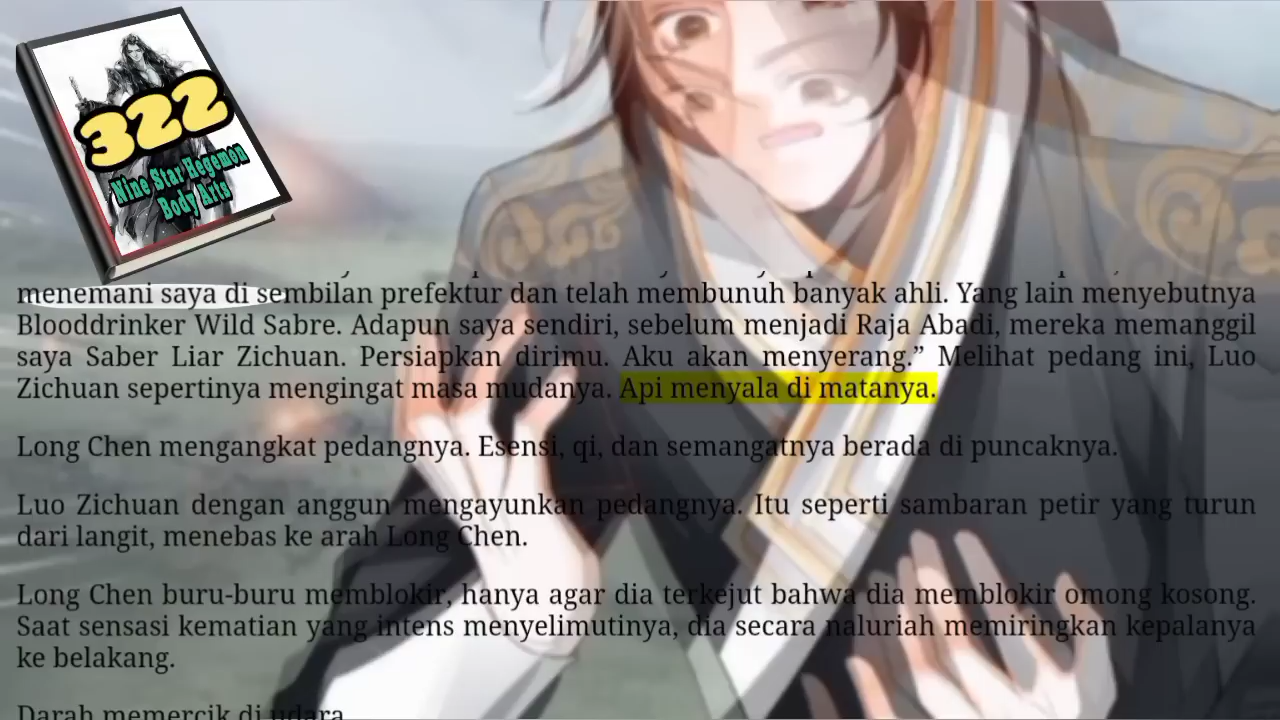 322
Nine Star Hegemon
Body Arts
menemani saya di sembilan prefektur dan telah membunuh banyak ahli. Yang lain menyebutnya
Blooddrinker Wild Sabre. Adapun saya sendiri, sebelum menjadi Raja Abadi, mereka memanggil
saya Saber Liar Zichuan. Persiapkan dirimu. Aku akan menyerang.” Melihat pedang ini, Luo
Zichuan sepertinya mengingat masa mudanya. Api menyala di matanya.
Long Chen mengangkat pedangnya. Esensi, qi, dan semangatnya berada di puncaknya.
Luo Zichuan dengan anggun mengayunkan pedangnya. Itu seperti sambaran petir yang turun
dari langit, menebas ke arah Long Chen.
Long Chen buru-buru memblokir, hanya agar dia terkejut bahwa dia memblokir omong kosong.
Saat sensasi kematian yang intens menyelimutinya, dia secara naluriah memiringkan kepalanya
ke belakang.
Darah memercik di udara